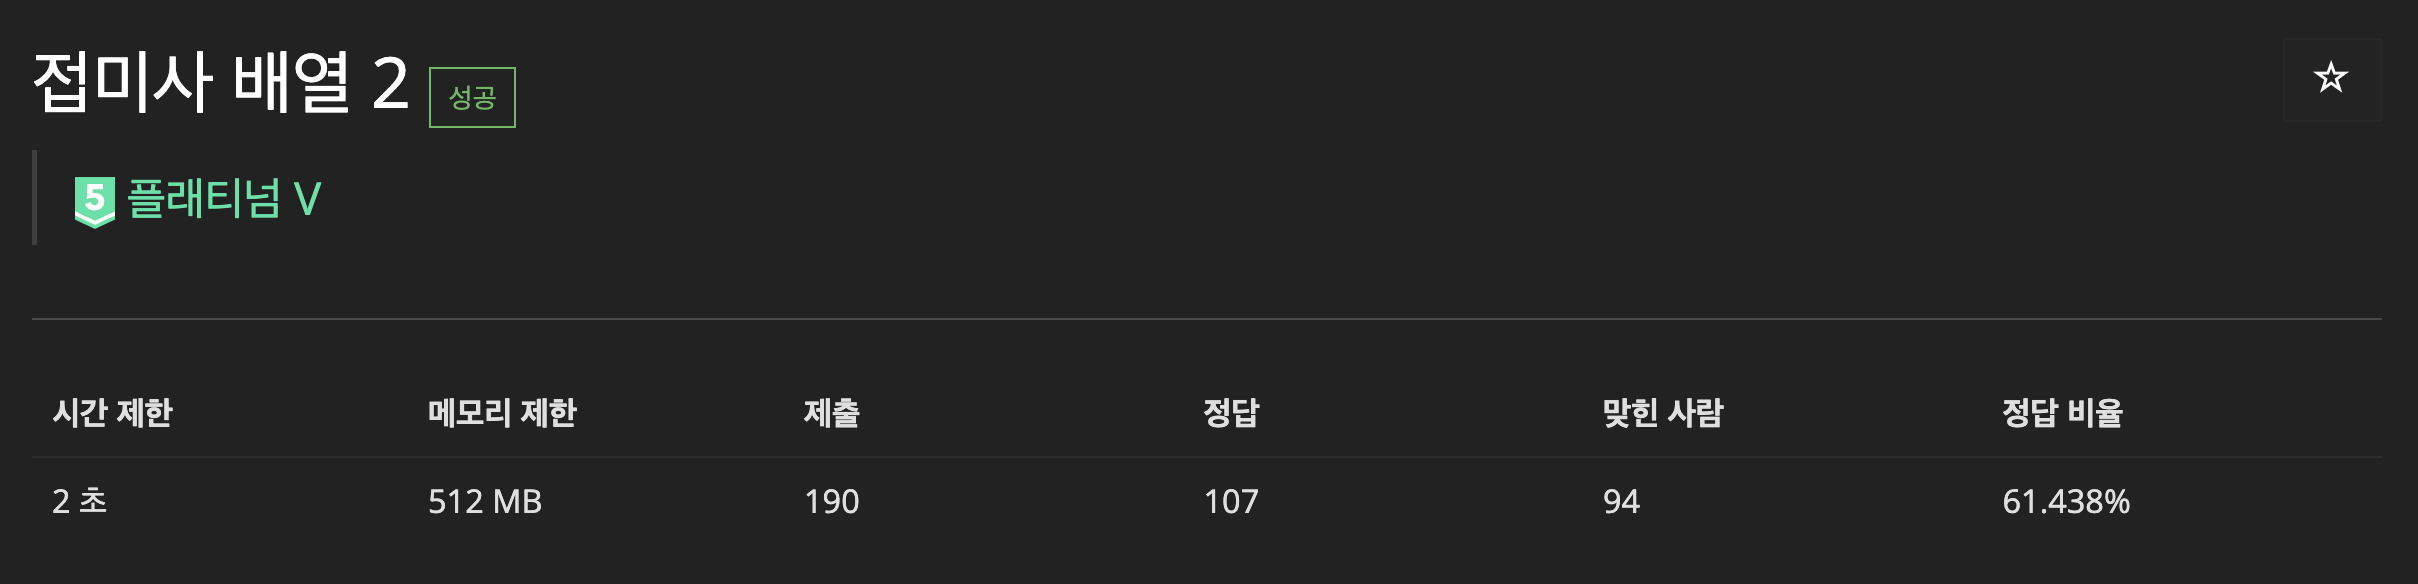 접미사 배열 2 성공
5 플래티넘 V
시간 제한 메모리 제한 제출 정답 맞힌 사람 정답 비율
2 초 512 MB 190 107 94 61.438%